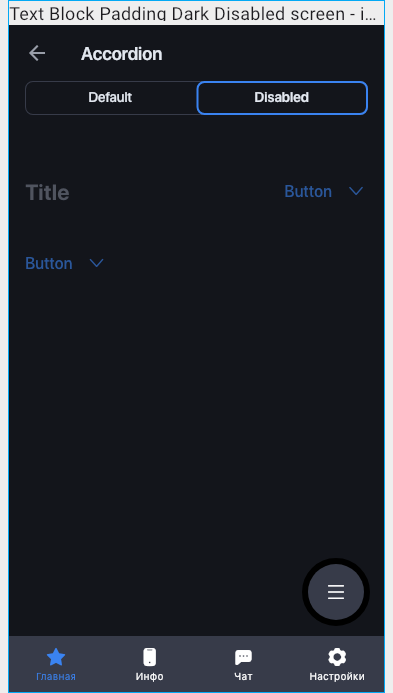 Text Block Padding Dark Disabled screen - i...
Accordion
Default Disabled
Title Button
Button
Главная Инфо Чат Настройки